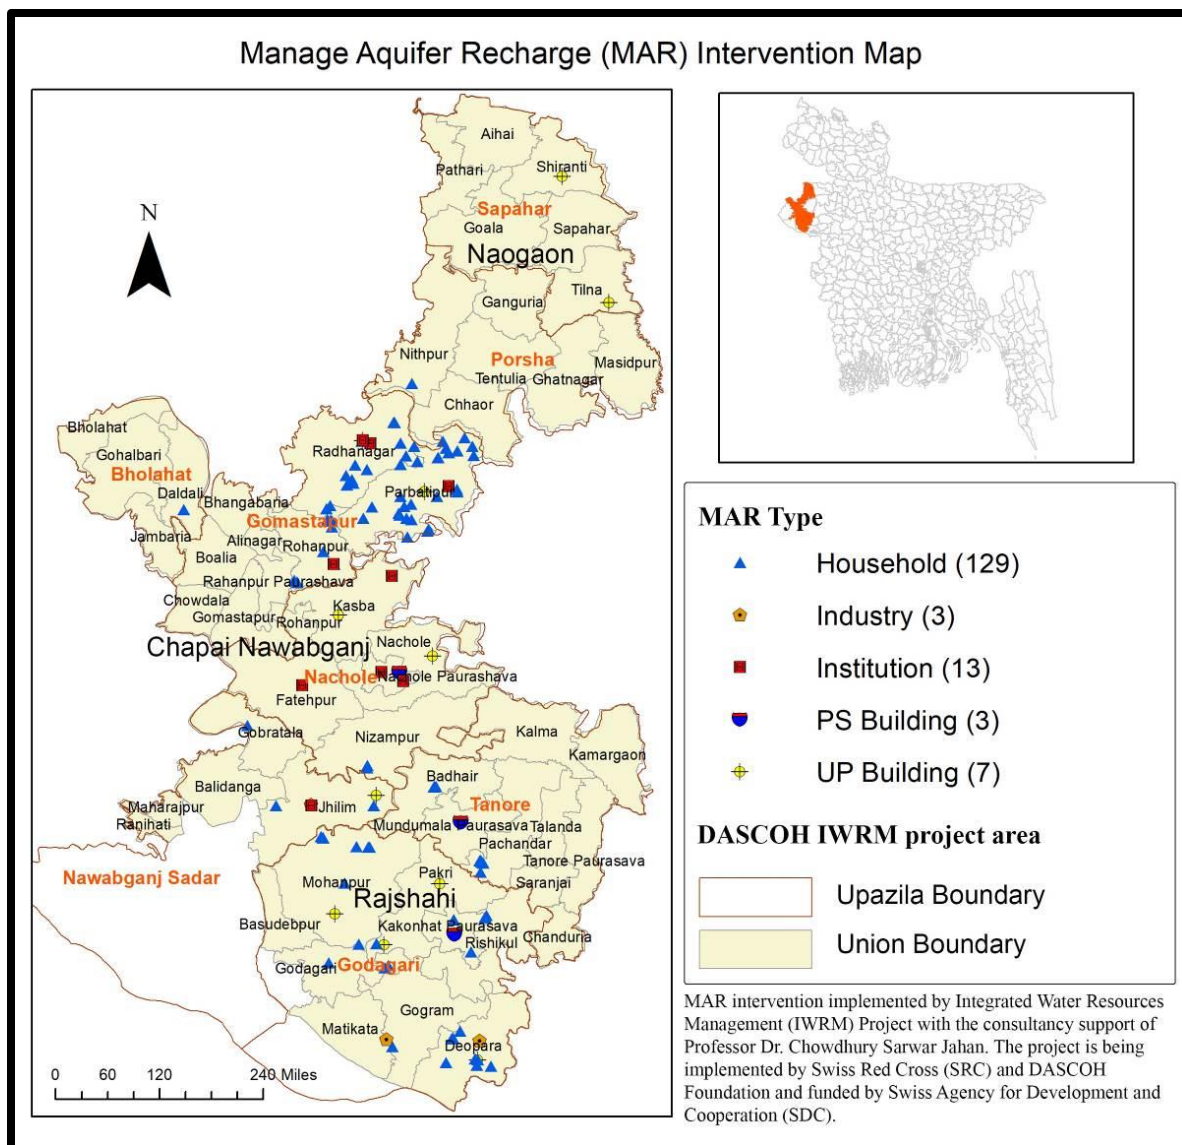 Manage Aquifer Recharge (MAR) Intervention Map
N
Aihai
Pathari
Shiranti
Sapahar
Goala
Sapahar
Naogaon
Tilna
Ganguria
Nithpur
Porsha
Masidpur
Tentulia
Ghatnagar
Chhaor
Bholahat
Gohalbari
Bholahat
Radhanagar
Daldali
Bhangabaria
Parbatipur
Gomastapur
Jambaria
Alinagar
Rohanpur
Boalia
Rahanpur Paurashava
Chowdala
Kasba
Gomastapur
Rohanpur
Chapai Nawabganj
Nachole
Nachole
Nachole Paurashava
Fatehpur
Gobratala
Nizampur
Kalma
Kamargaon
Balidanga
Badhair
Maharajpur
Jhilim
Tanore
Ranihati
Mundumala Paurasava
Talanda
Pachandar
Tanore Paurasava
Nawabganj Sadar
Mohanpur
Pakri
Saranjai
Rajshahi
Basudebpur
Kakonhat Paurasava
Rishikul
Chanduria
Godagari
Godagari
Gogram
Matikata
Deopara
0 60 120 240 Miles
MAR Type
Household (129)
Industry (3)
Institution (13)
PS Building (3)
UP Building (7)
DASCOH IWRM project area
Upazila Boundary
Union Boundary
MAR intervention implemented by Integrated Water Resources
Management (IWRM) Project with the consultancy support of
Professor Dr. Chowdhury Sarwar Jahan. The project is being
implemented by Swiss Red Cross (SRC) and DASCOH
Foundation and funded by Swiss Agency for Development and
Cooperation (SDC).